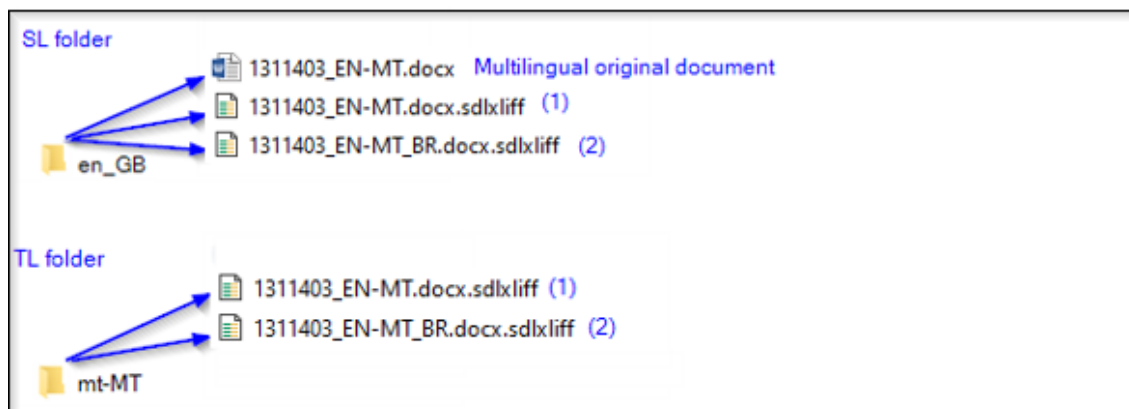 SL folder
1311403_EN-MT.docx Multilingual original document
1311403_EN-MT.docx.sdlxliff (1)
1311403_EN-MT_BR.docx.sdlxliff (2)
en_GB
TL folder
1311403_EN-MT.docx.sdlxliff (1)
1311403_EN-MT_BR.docx.sdlxliff (2)
mt-MT